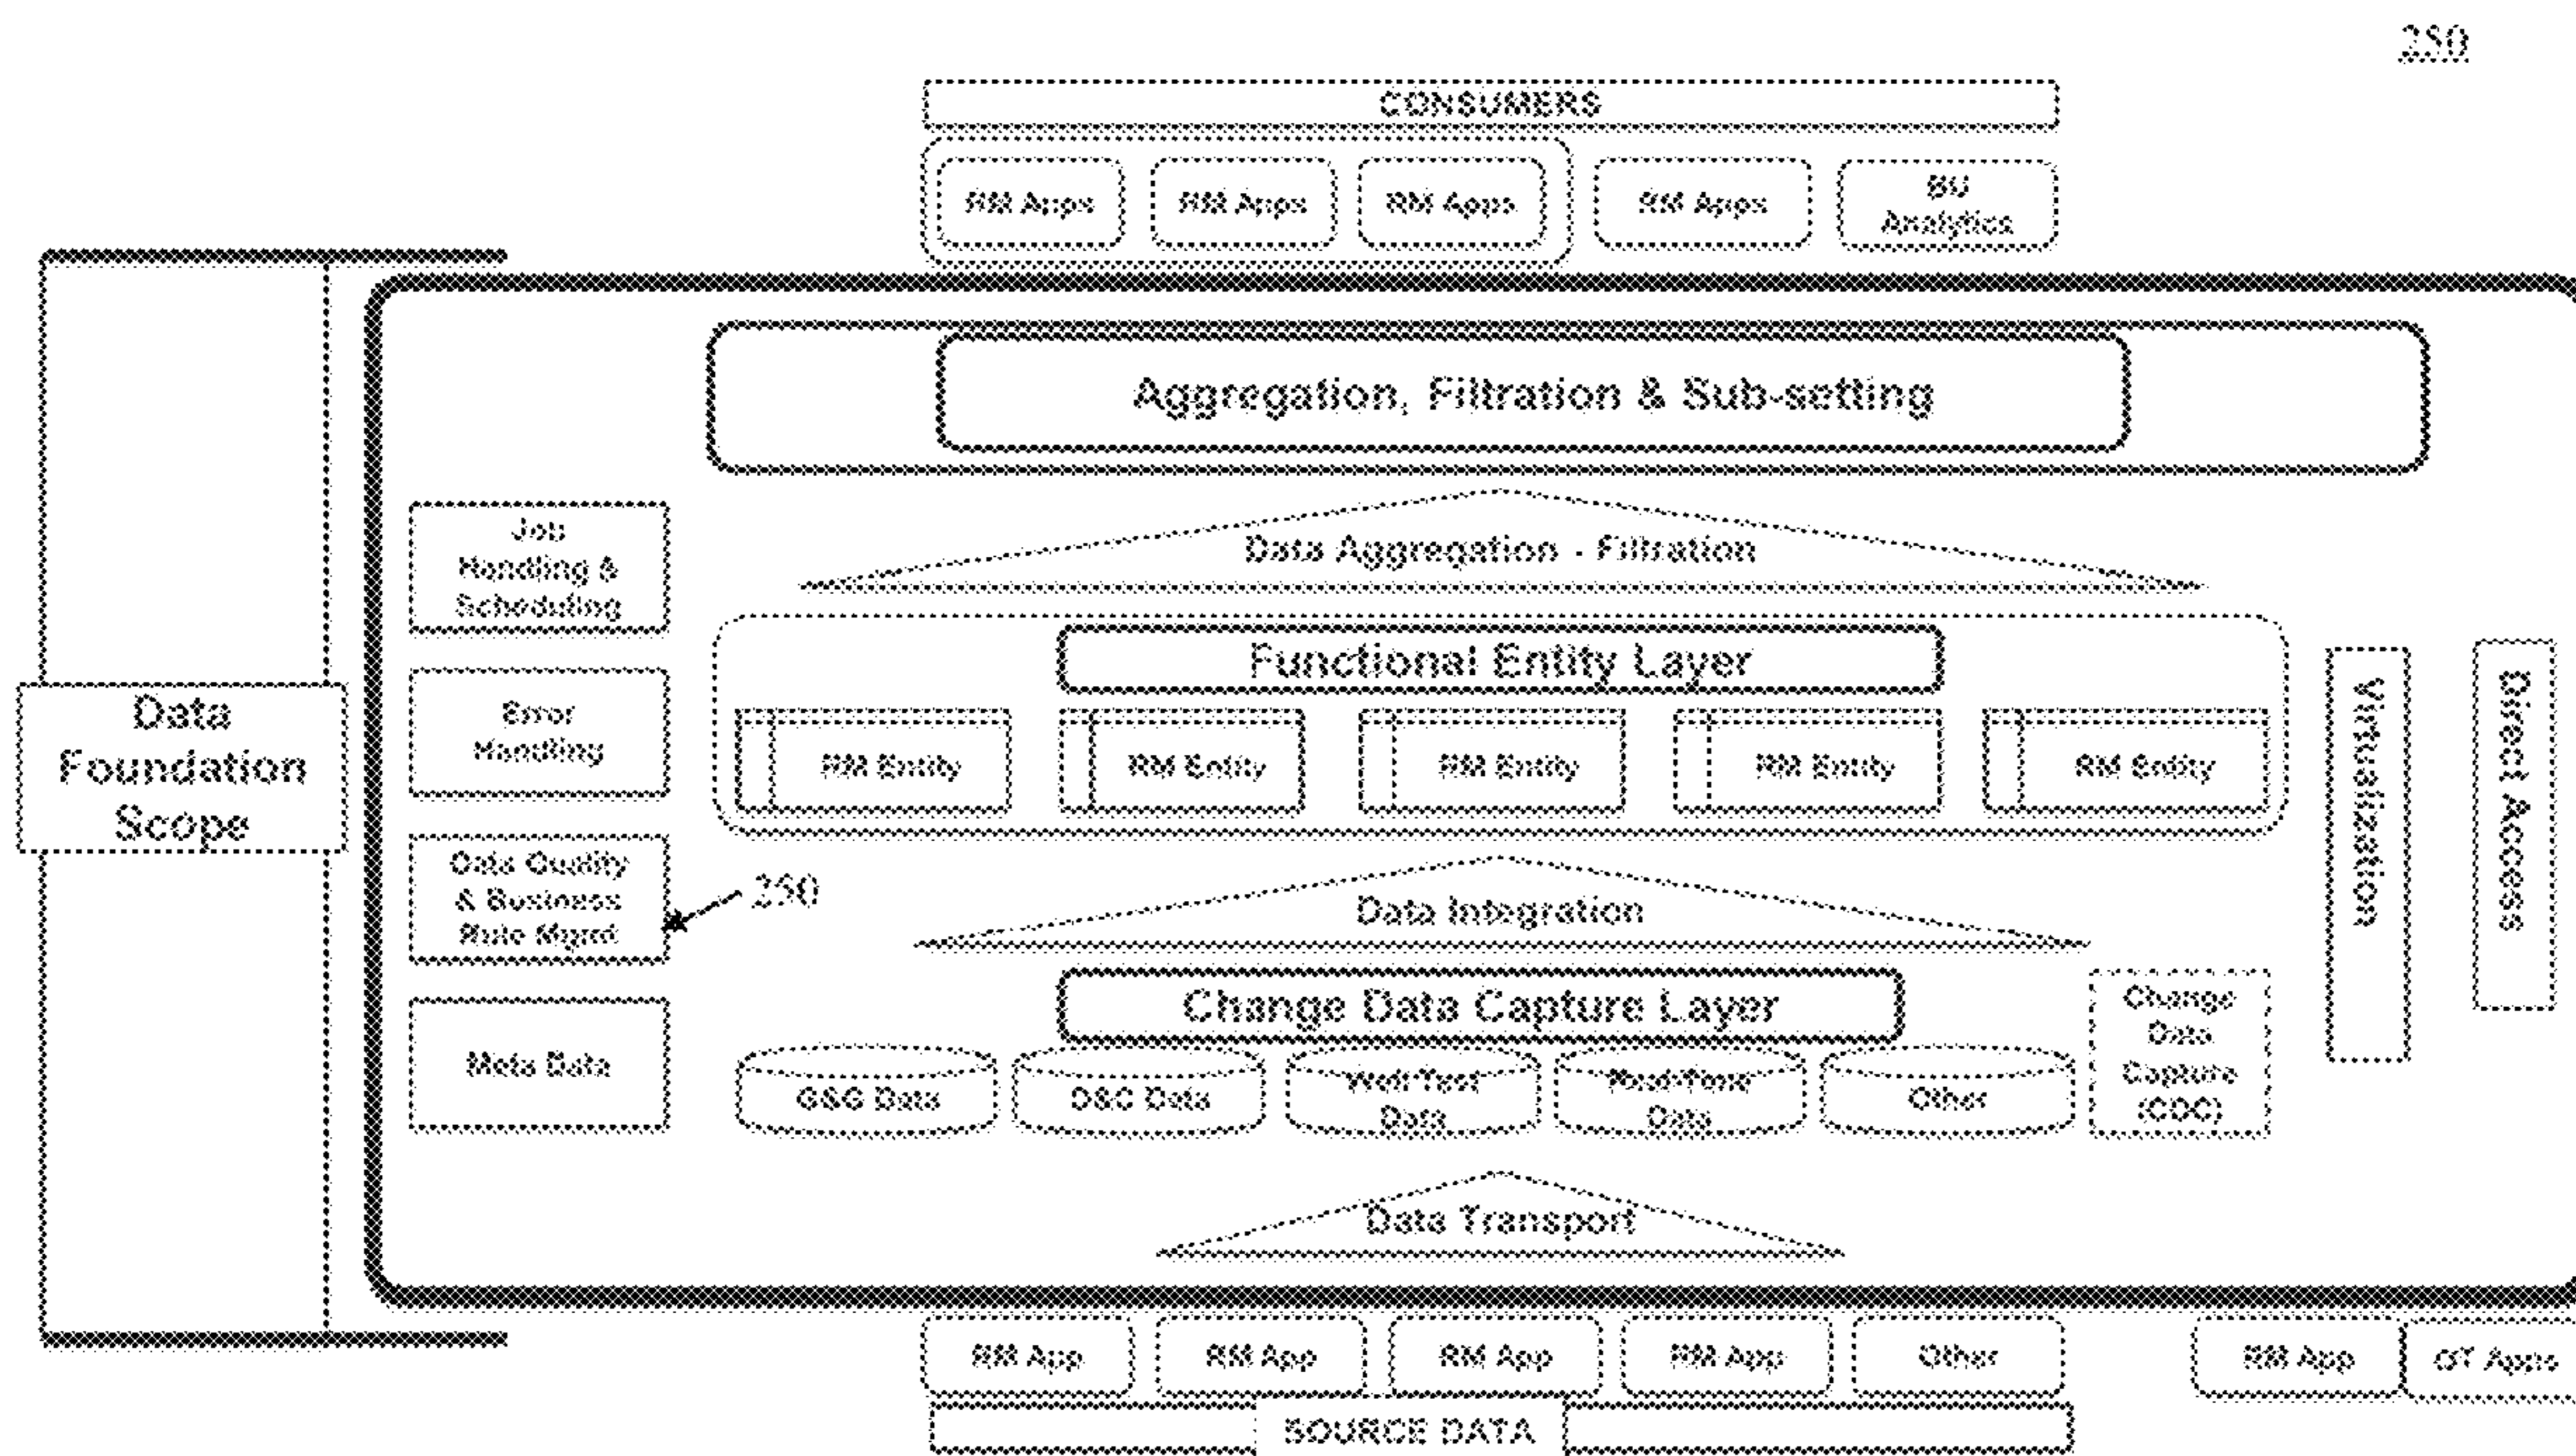 250
CONSUMERS
RM Apps
RM Apps
RM Apps
RM Apps
BU
Analytics
Aggregation, Filtration & Sub-setting
Job
Handling &
Scheduling
Data Aggregation - Filtration
Functional Entity Layer
Error
Handling
RM Entity
RM Entity
RM Entity
RM Entity
RM Entity
Virtualization
Direct Access
Data
Foundation
Scope
Data Quality
& Business
Rule Mgmt
250
Data Integration
Change Data Capture Layer
Change
Data
Capture
(CDC)
Meta Data
G&G Data
D&C Data
Well Test
Data
Real-Time
Data
Other
Data Transport
RM App
RM App
RM App
RM App
Other
RM App
OT Apps
SOURCE DATA